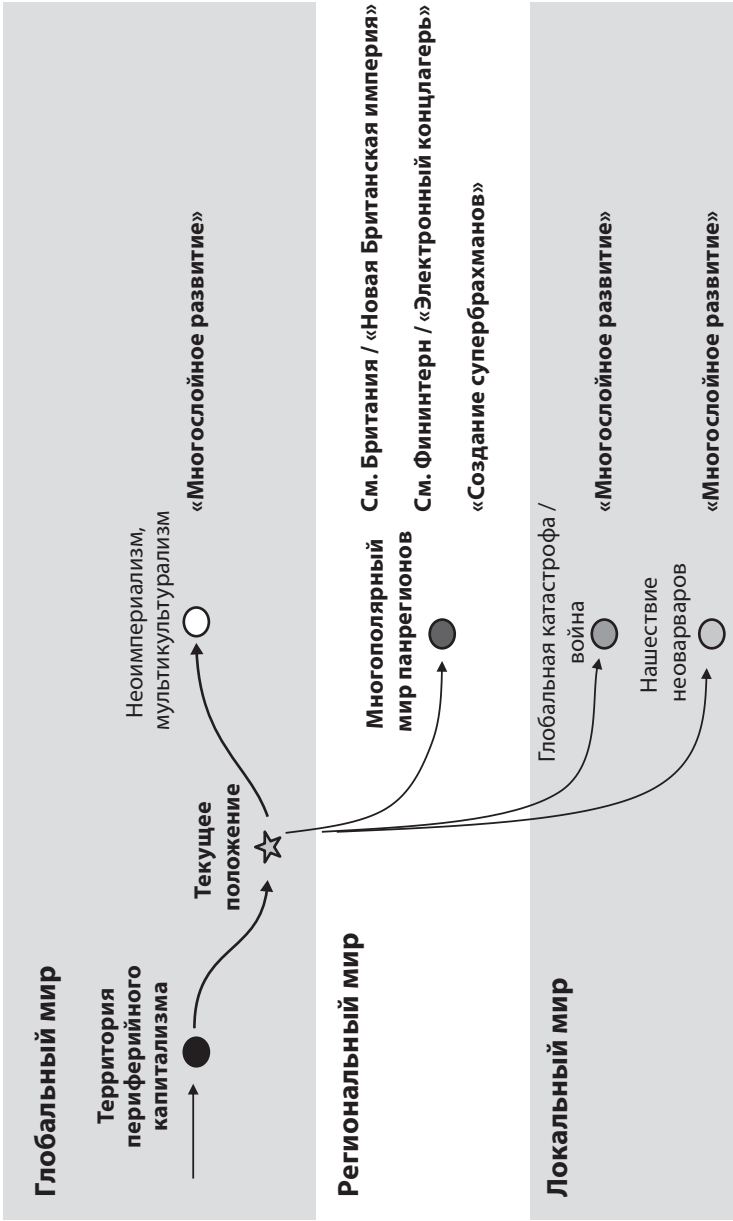 Глобальный мир
Территория
периферийного
капитализма
Текущее
положение
Неоимпериализм,
мультикультурализм
«Многослойное развитие»
Региональный мир
Многополярный
мир панрегионов
См. Британия / «Новая Британская империя»
См. Фининтерн / «Электронный концлагерь»
«Создание супербрахманов»
Локальный мир
Глобальная катастрофа /
война
«Многослойное развитие»
Нашествие
неоварваров
«Многослойное развитие»